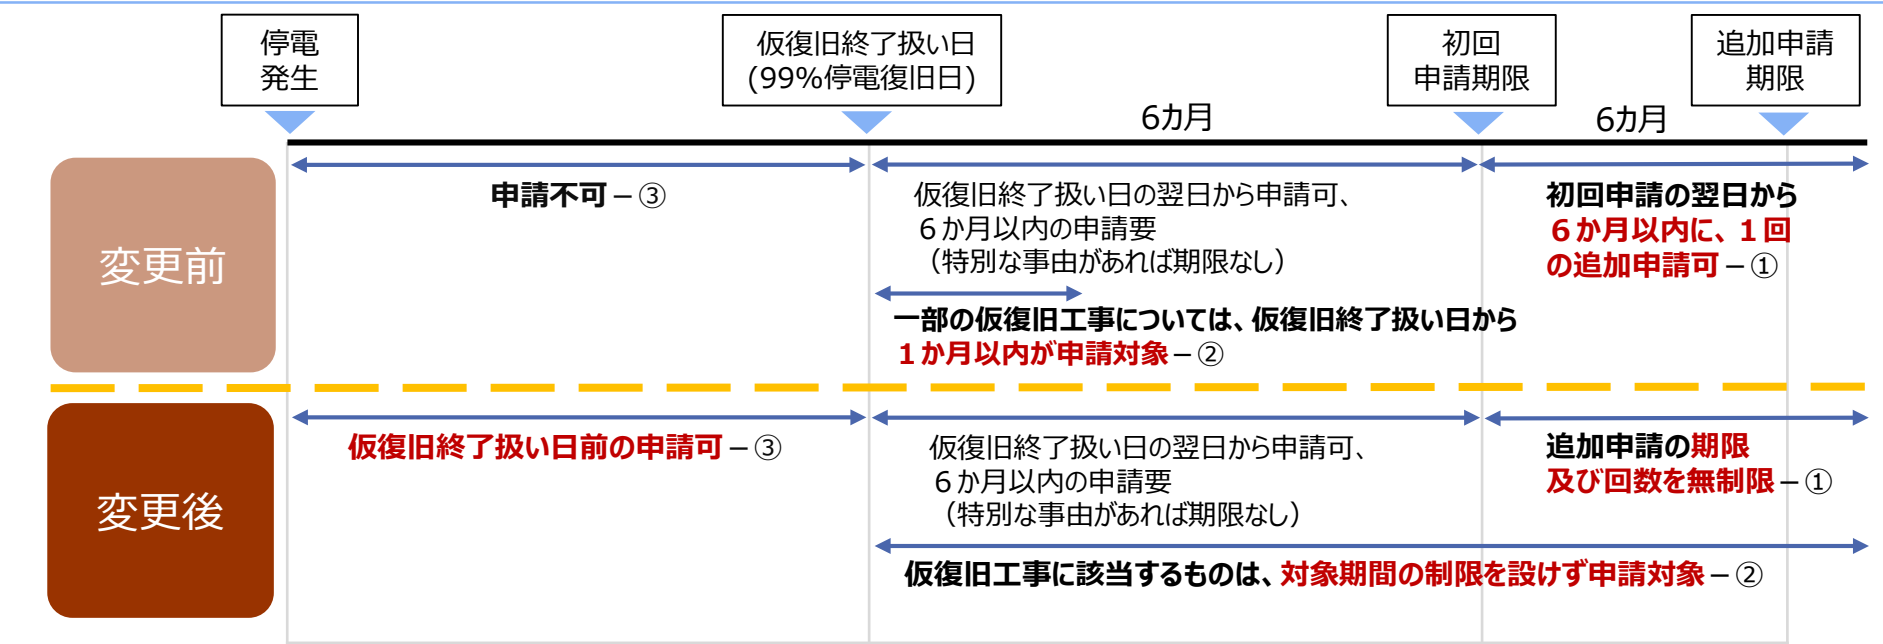 停電
発生
仮復旧終了扱い日
(99%停電復旧日)
初回
申請期限
追加申請
期限
6カ月
6カ月
変更前
申請不可 – ③
仮復旧終了扱い日の翌日から申請可、
６か月以内の申請要
（特別な事由があれば期限なし）
一部の仮復旧工事については、仮復旧終了扱い日から
１か月以内が申請対象 – ②
初回申請の翌日から
６か月以内に、１回
の追加申請可 – ①
変更後
仮復旧終了扱い日前の申請可 – ③
仮復旧終了扱い日の翌日から申請可、
６か月以内の申請要
（特別な事由があれば期限なし）
追加申請の期限
及び回数を無制限 – ①
仮復旧工事に該当するものは、対象期間の制限を設けず申請対象 – ②